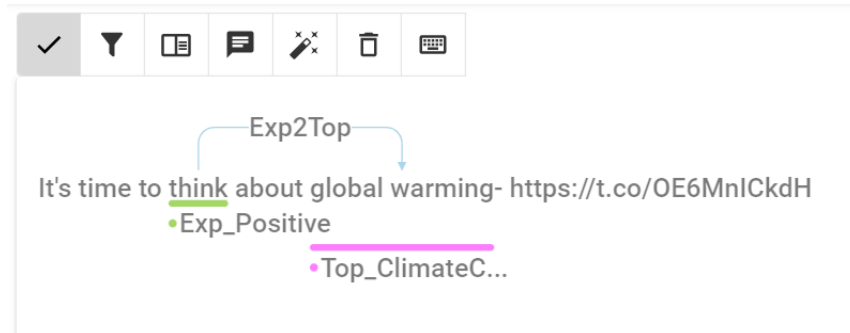 Exp2Top
It's time to think about global warming- https://t.co/OE6MnICkdH
•Exp_Positive
•Top_ClimateC...